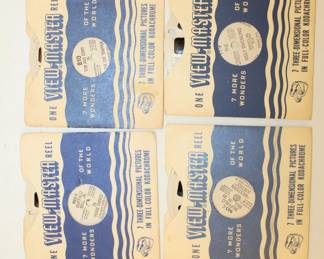 ONE VIEW-MASTER REEL
7 MORE WONDERS
OF THE
WORLD
7 THREE-DIMENSIONAL PICTURES
IN FULL-COLOR KODACHROME
ONE VIEW-MASTER REEL
7 MORE WONDERS
OF THE
WORLD
7 THREE-DIMENSIONAL PICTURES
IN FULL-COLOR KODACHROME
ONE VIEW-MASTER REEL
7 MORE WONDERS
OF THE
WORLD
7 THREE-DIMENSIONAL PICTURES
IN FULL-COLOR KODACHROME
ONE VIEW-MASTER REEL
7 MORE WONDERS
OF THE
WORLD
7 THREE-DIMENSIONAL PICTURES
IN FULL-COLOR KODACHROME